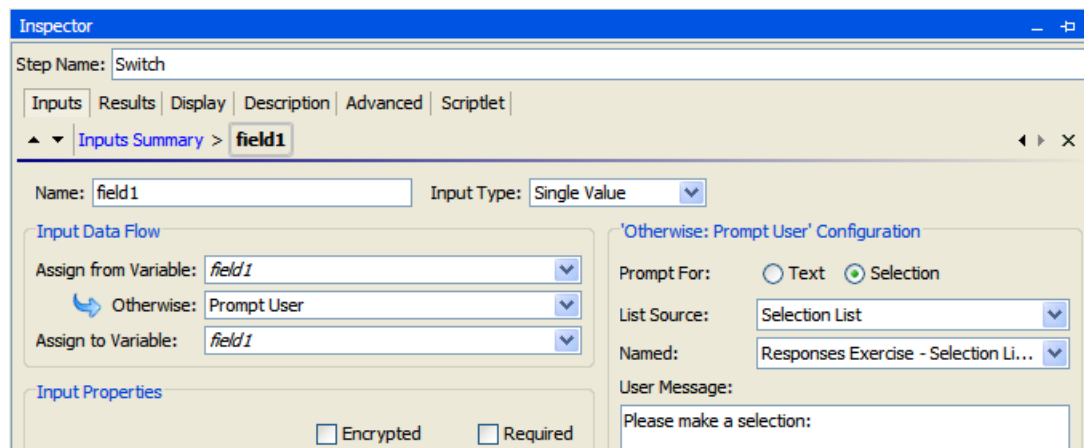 Inspector
Step Name: Switch
Inputs Results Display Description Advanced Scriptlet
Inputs Summary > field1
Name: field1 Input Type: Single Value
Input Data Flow
Assign from Variable: field1
Otherwise: Prompt User
Assign to Variable: field1
Input Properties
Encrypted Required
'Otherwise: Prompt User' Configuration
Prompt For: Text Selection
List Source: Selection List
Named: Responses Exercise - Selection Li...
User Message:
Please make a selection: